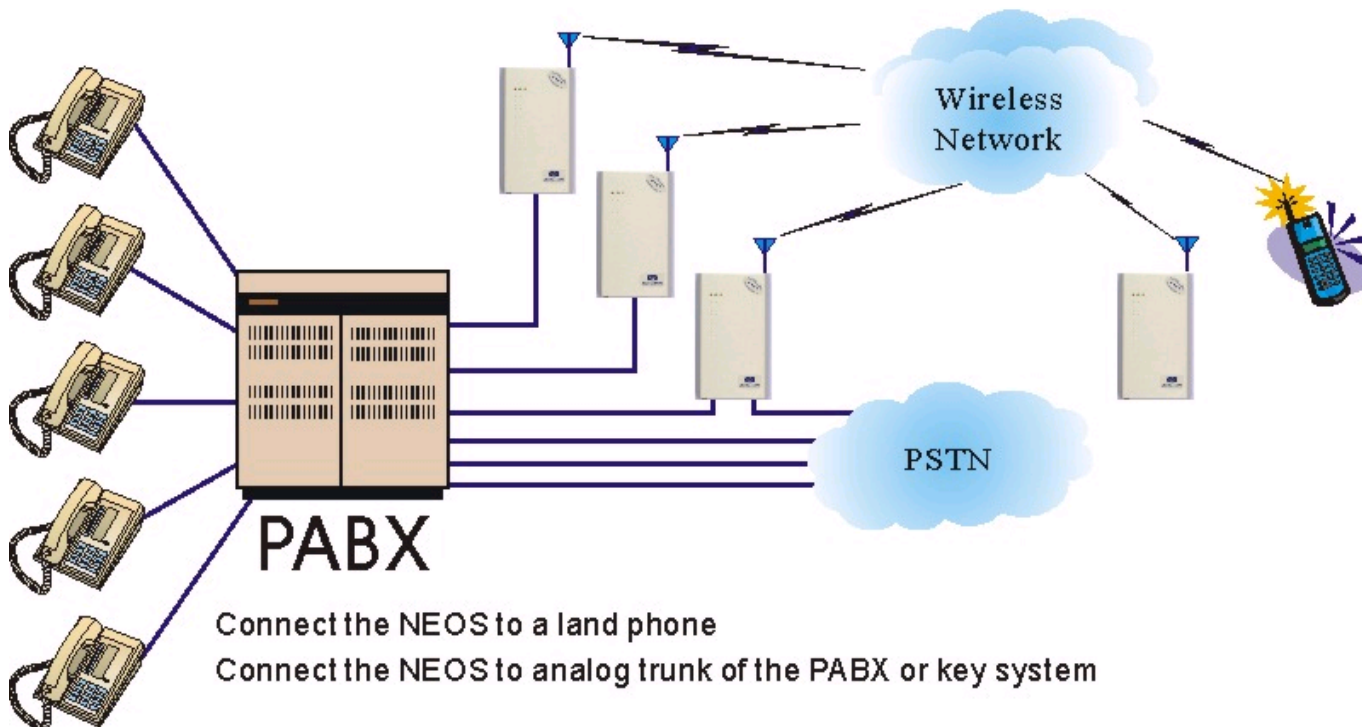 Wireless
Network
PSTN
PABX
Connect the NEOS to a land phone
Connect the NEOS to analog trunk of the PABX or key system